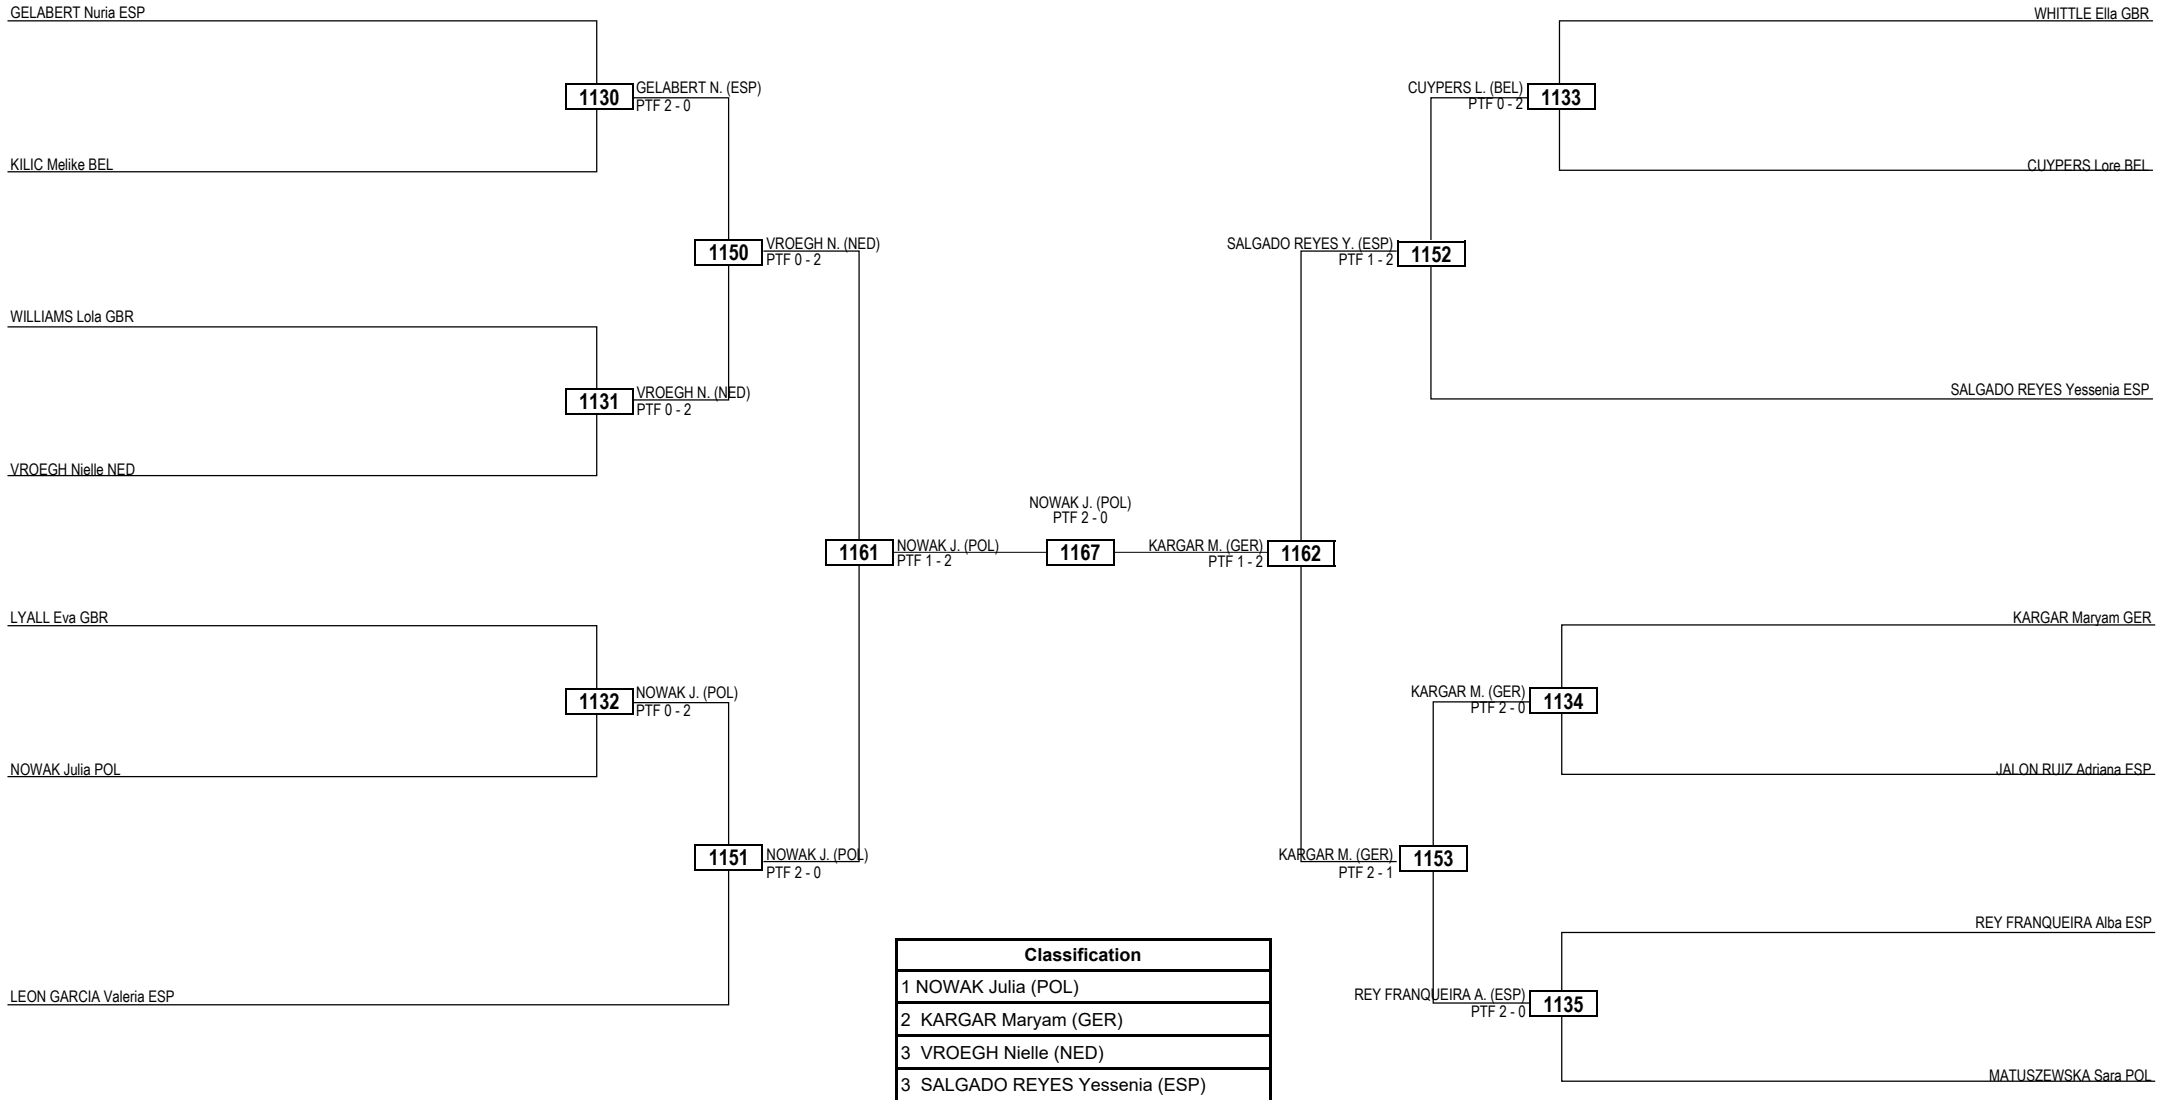 GELABERT Nuria ESP
WHITTLE Ella GBR
1130
GELABERT N. (ESP)
PTF 2 - 0
CUYPERS L. (BEL)
PTF 0 - 2
1133
KILIC Melike BEL
CUYPERS Lore BEL
1150
VROEGH N. (NED)
PTF 0 - 2
SALGADO REYES Y. (ESP)
PTF 1 - 2
1152
WILLIAMS Lola GBR
1131
VROEGH N. (NED)
PTF 0 - 2
SALGADO REYES Yessenia ESP
VROEGH Nielle NED
NOWAK J. (POL)
PTF 2 - 0
1161
NOWAK J. (POL)
PTF 1 - 2
1167
KARGAR M. (GER)
PTF 1 - 2
1162
LYALL Eva GBR
KARGAR Maryam GER
1132
NOWAK J. (POL)
PTF 0 - 2
KARGAR M. (GER)
PTF 2 - 0
1134
NOWAK Julia POL
JALON RUIZ Adriana ESP
1151
NOWAK J. (POL)
PTF 2 - 0
KARGAR M. (GER)
PTF 2 - 1
1153
REY FRANQUEIRA Alba ESP
LEON GARCIA Valeria ESP
REY FRANQUEIRA A. (ESP)
PTF 2 - 0
1135
MATUSZEWSKA Sara POL
Classification
1 NOWAK Julia (POL)
2 KARGAR Maryam (GER)
3 VROEGH Nielle (NED)
3 SALGADO REYES Yessenia (ESP)